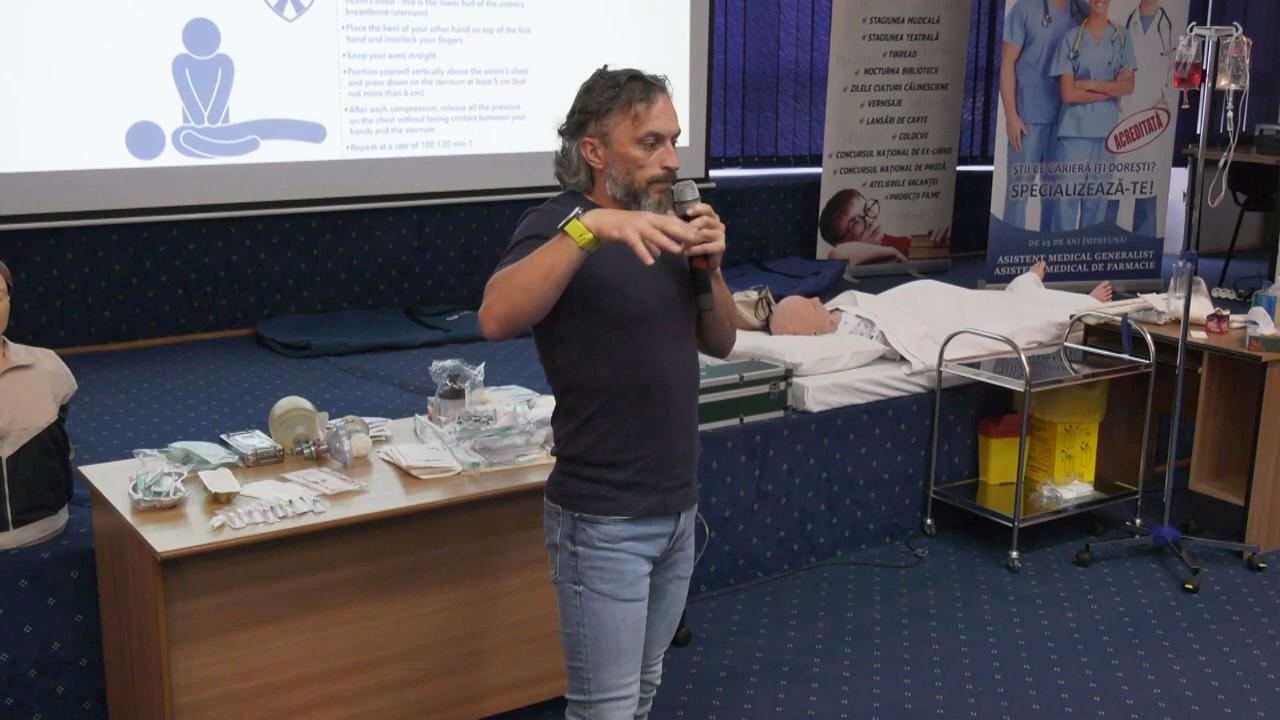 victim's chest - this is the lower half of the victim's
breastbone (sternum)
•Place the heel of your other hand on top of the first
hand and interlock your fingers
•Keep your arms straight
•Position yourself vertically above the victim's chest
and press down on the sternum at least 5 cm (but
not more than 6 cm)
•After each compression, release all the pressure
on the chest without losing contact between your
hands and the sternum
•Repeat at a rate of 100-120 min-1
STAGIUNEA MUZICALĂ
STAGIUNEA TEATRALĂ
TINREAD
NOCTURNA BIBLIOTECII
ZILELE CULTURII CĂLINESCIENE
VERNISAJE
LANSĂRI DE CARTE
COLOCVII
CONCURSUL NAȚIONAL DE EX-LIBRIS
CONCURSUL NAȚIONAL DE PROZĂ
ATELIERELE VACANȚEI
PROIECȚII FILME
ACREDITATĂ
ȘTII CE CARIERĂ ÎȚI DOREȘTI?
SPECIALIZEAZĂ-TE!
DE 25 DE ANI ÎMPREUNĂ!
ASISTENT MEDICAL GENERALIST
ASISTENT MEDICAL DE FARMACIE